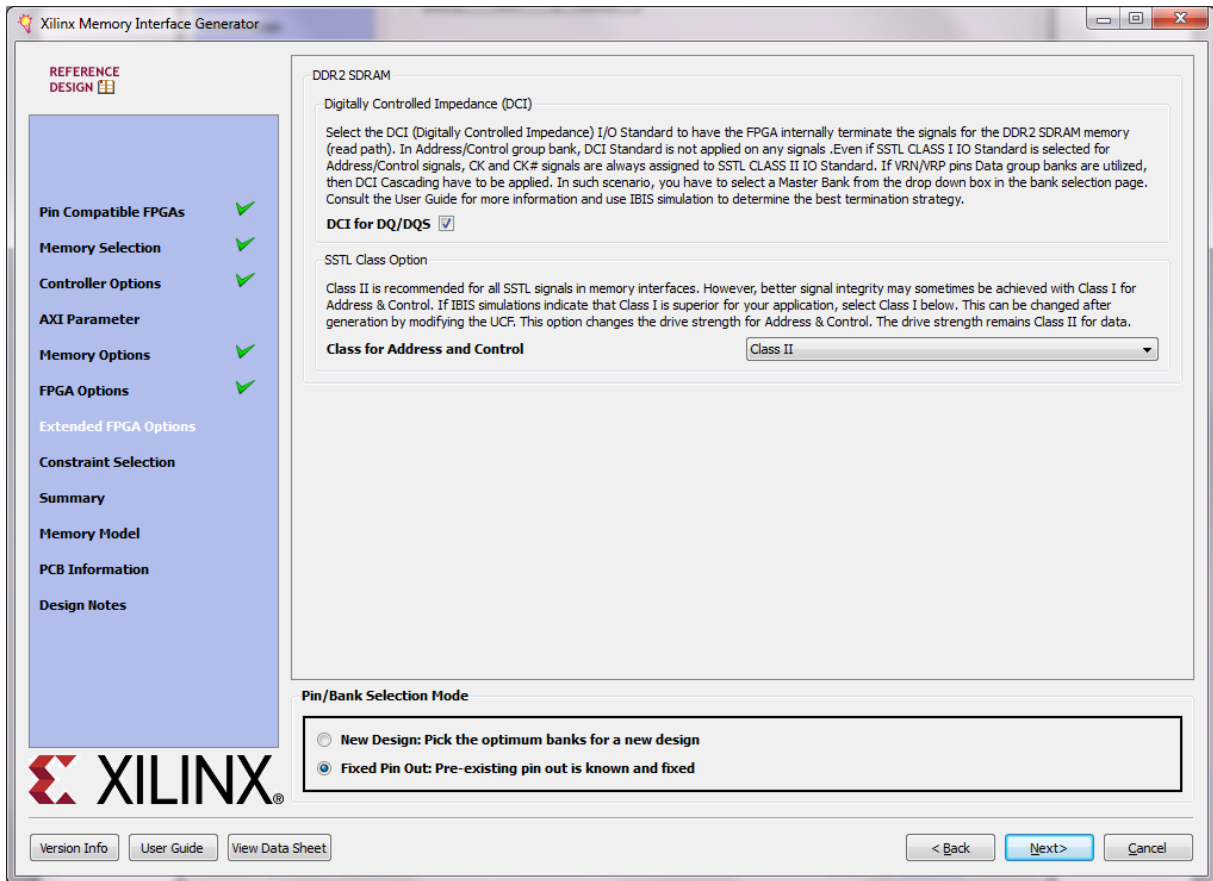 Xilinx Memory Interface Generator
REFERENCE
DESIGN
Pin Compatible FPGAs
Memory Selection
Controller Options
AXI Parameter
Memory Options
FPGA Options
Extended FPGA Options
Constraint Selection
Summary
Memory Model
PCB Information
Design Notes
XILINX®
DDR2 SDRAM
Digitally Controlled Impedance (DCI)
Select the DCI (Digitally Controlled Impedance) I/O Standard to have the FPGA internally terminate the signals for the DDR2 SDRAM memory
(read path). In Address/Control group bank, DCI Standard is not applied on any signals .Even if SSTL CLASS I IO Standard is selected for
Address/Control signals, CK and CK# signals are always assigned to SSTL CLASS II IO Standard. If VRN/VRP pins Data group banks are utilized,
then DCI Cascading have to be applied. In such scenario, you have to select a Master Bank from the drop down box in the bank selection page.
Consult the User Guide for more information and use IBIS simulation to determine the best termination strategy.
DCI for DQ/DQS
SSTL Class Option
Class II is recommended for all SSTL signals in memory interfaces. However, better signal integrity may sometimes be achieved with Class I for
Address & Control. If IBIS simulations indicate that Class I is superior for your application, select Class I below. This can be changed after
generation by modifying the UCF. This option changes the drive strength for Address & Control. The drive strength remains Class II for data.
Class for Address and Control
Class II
Pin/Bank Selection Mode
New Design: Pick the optimum banks for a new design
Fixed Pin Out: Pre-existing pin out is known and fixed
Version Info
User Guide
View Data Sheet
< Back
Next>
Cancel